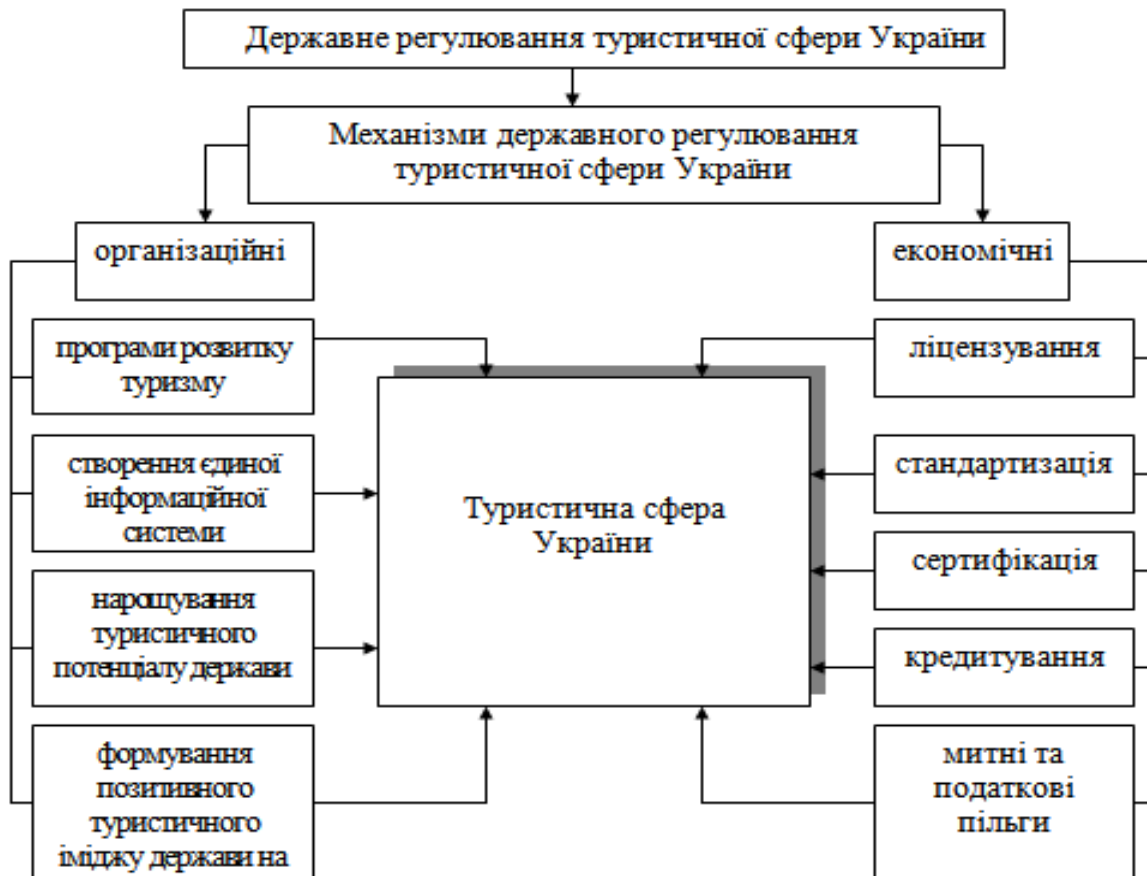 Державне регулювання туристичної сфери України
Механізми державного регулювання
туристичної сфери України
організаційні
економічні
програми розвитку
туризму
створення єдиної
інформаційної
системи
нарощування
туристичного
потенціалу держави
формування
позитивного
туристичного
іміджу держави на
Туристична сфера
України
ліцензування
стандартизація
сертифікація
кредитування
митні та
податкові
пільги